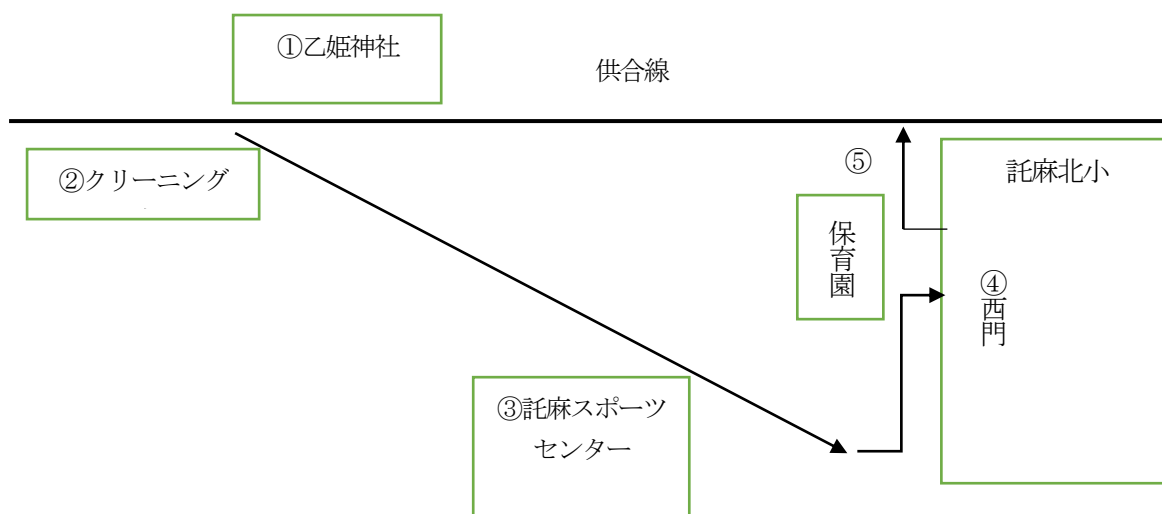 ①乙姫神社
供合線
②クリーニング
⑤
託麻北小
保育園
④西門
③託麻スポーツ
センター